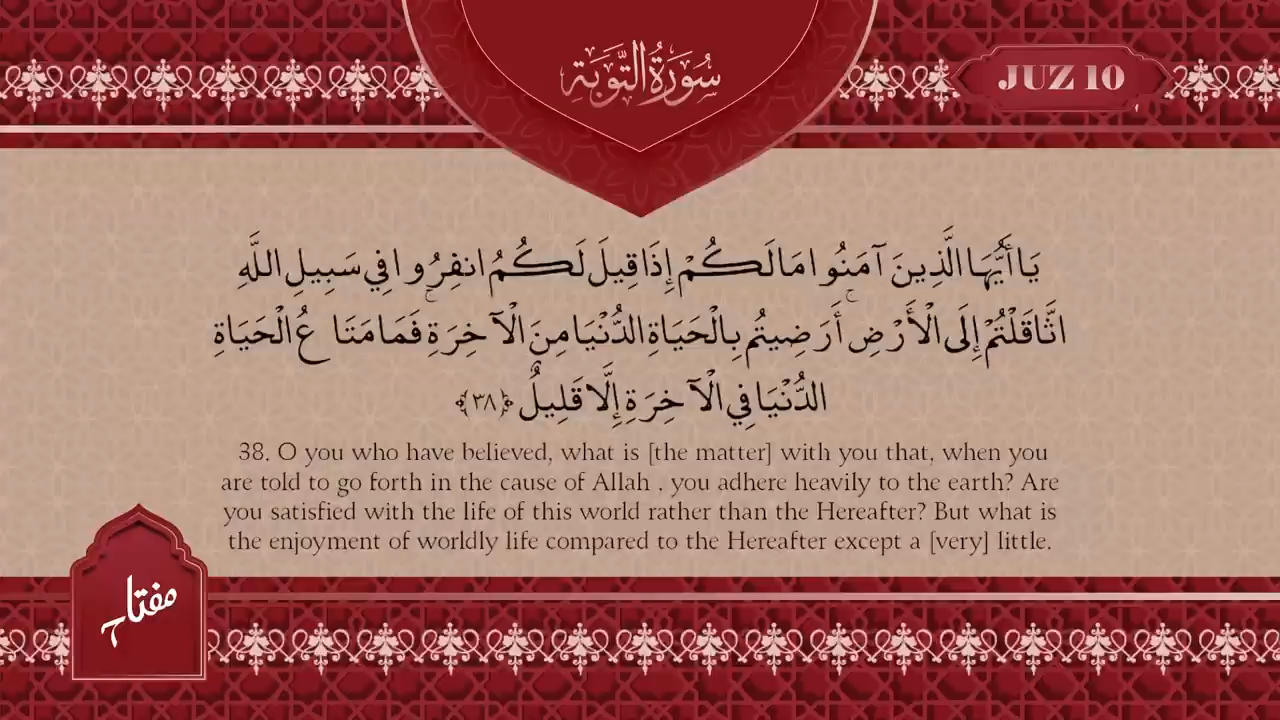 سُورَةُ التَّوْبَةِ
JUZ 10
يَا أَيُّهَا الَّذِينَ آمَنُوا مَا لَكُمْ إِذَا قِيلَ لَكُمُ انفِرُوا فِي سَبِيلِ اللَّهِ
اثَّاقَلْتُمْ إِلَى الْأَرْضِ ۚ أَرَضِيتُم بِالْحَيَاةِ الدُّنْيَا مِنَ الْآخِرَةِ ۚ فَمَا مَتَاعُ الْحَيَاةِ
الدُّنْيَا فِي الْآخِرَةِ إِلَّا قَلِيلٌ ﴿٣٨﴾
38. O you who have believed, what is [the matter] with you that, when you
are told to go forth in the cause of Allah , you adhere heavily to the earth? Are
you satisfied with the life of this world rather than the Hereafter? But what is
the enjoyment of worldly life compared to the Hereafter except a [very] little.
مفتاح